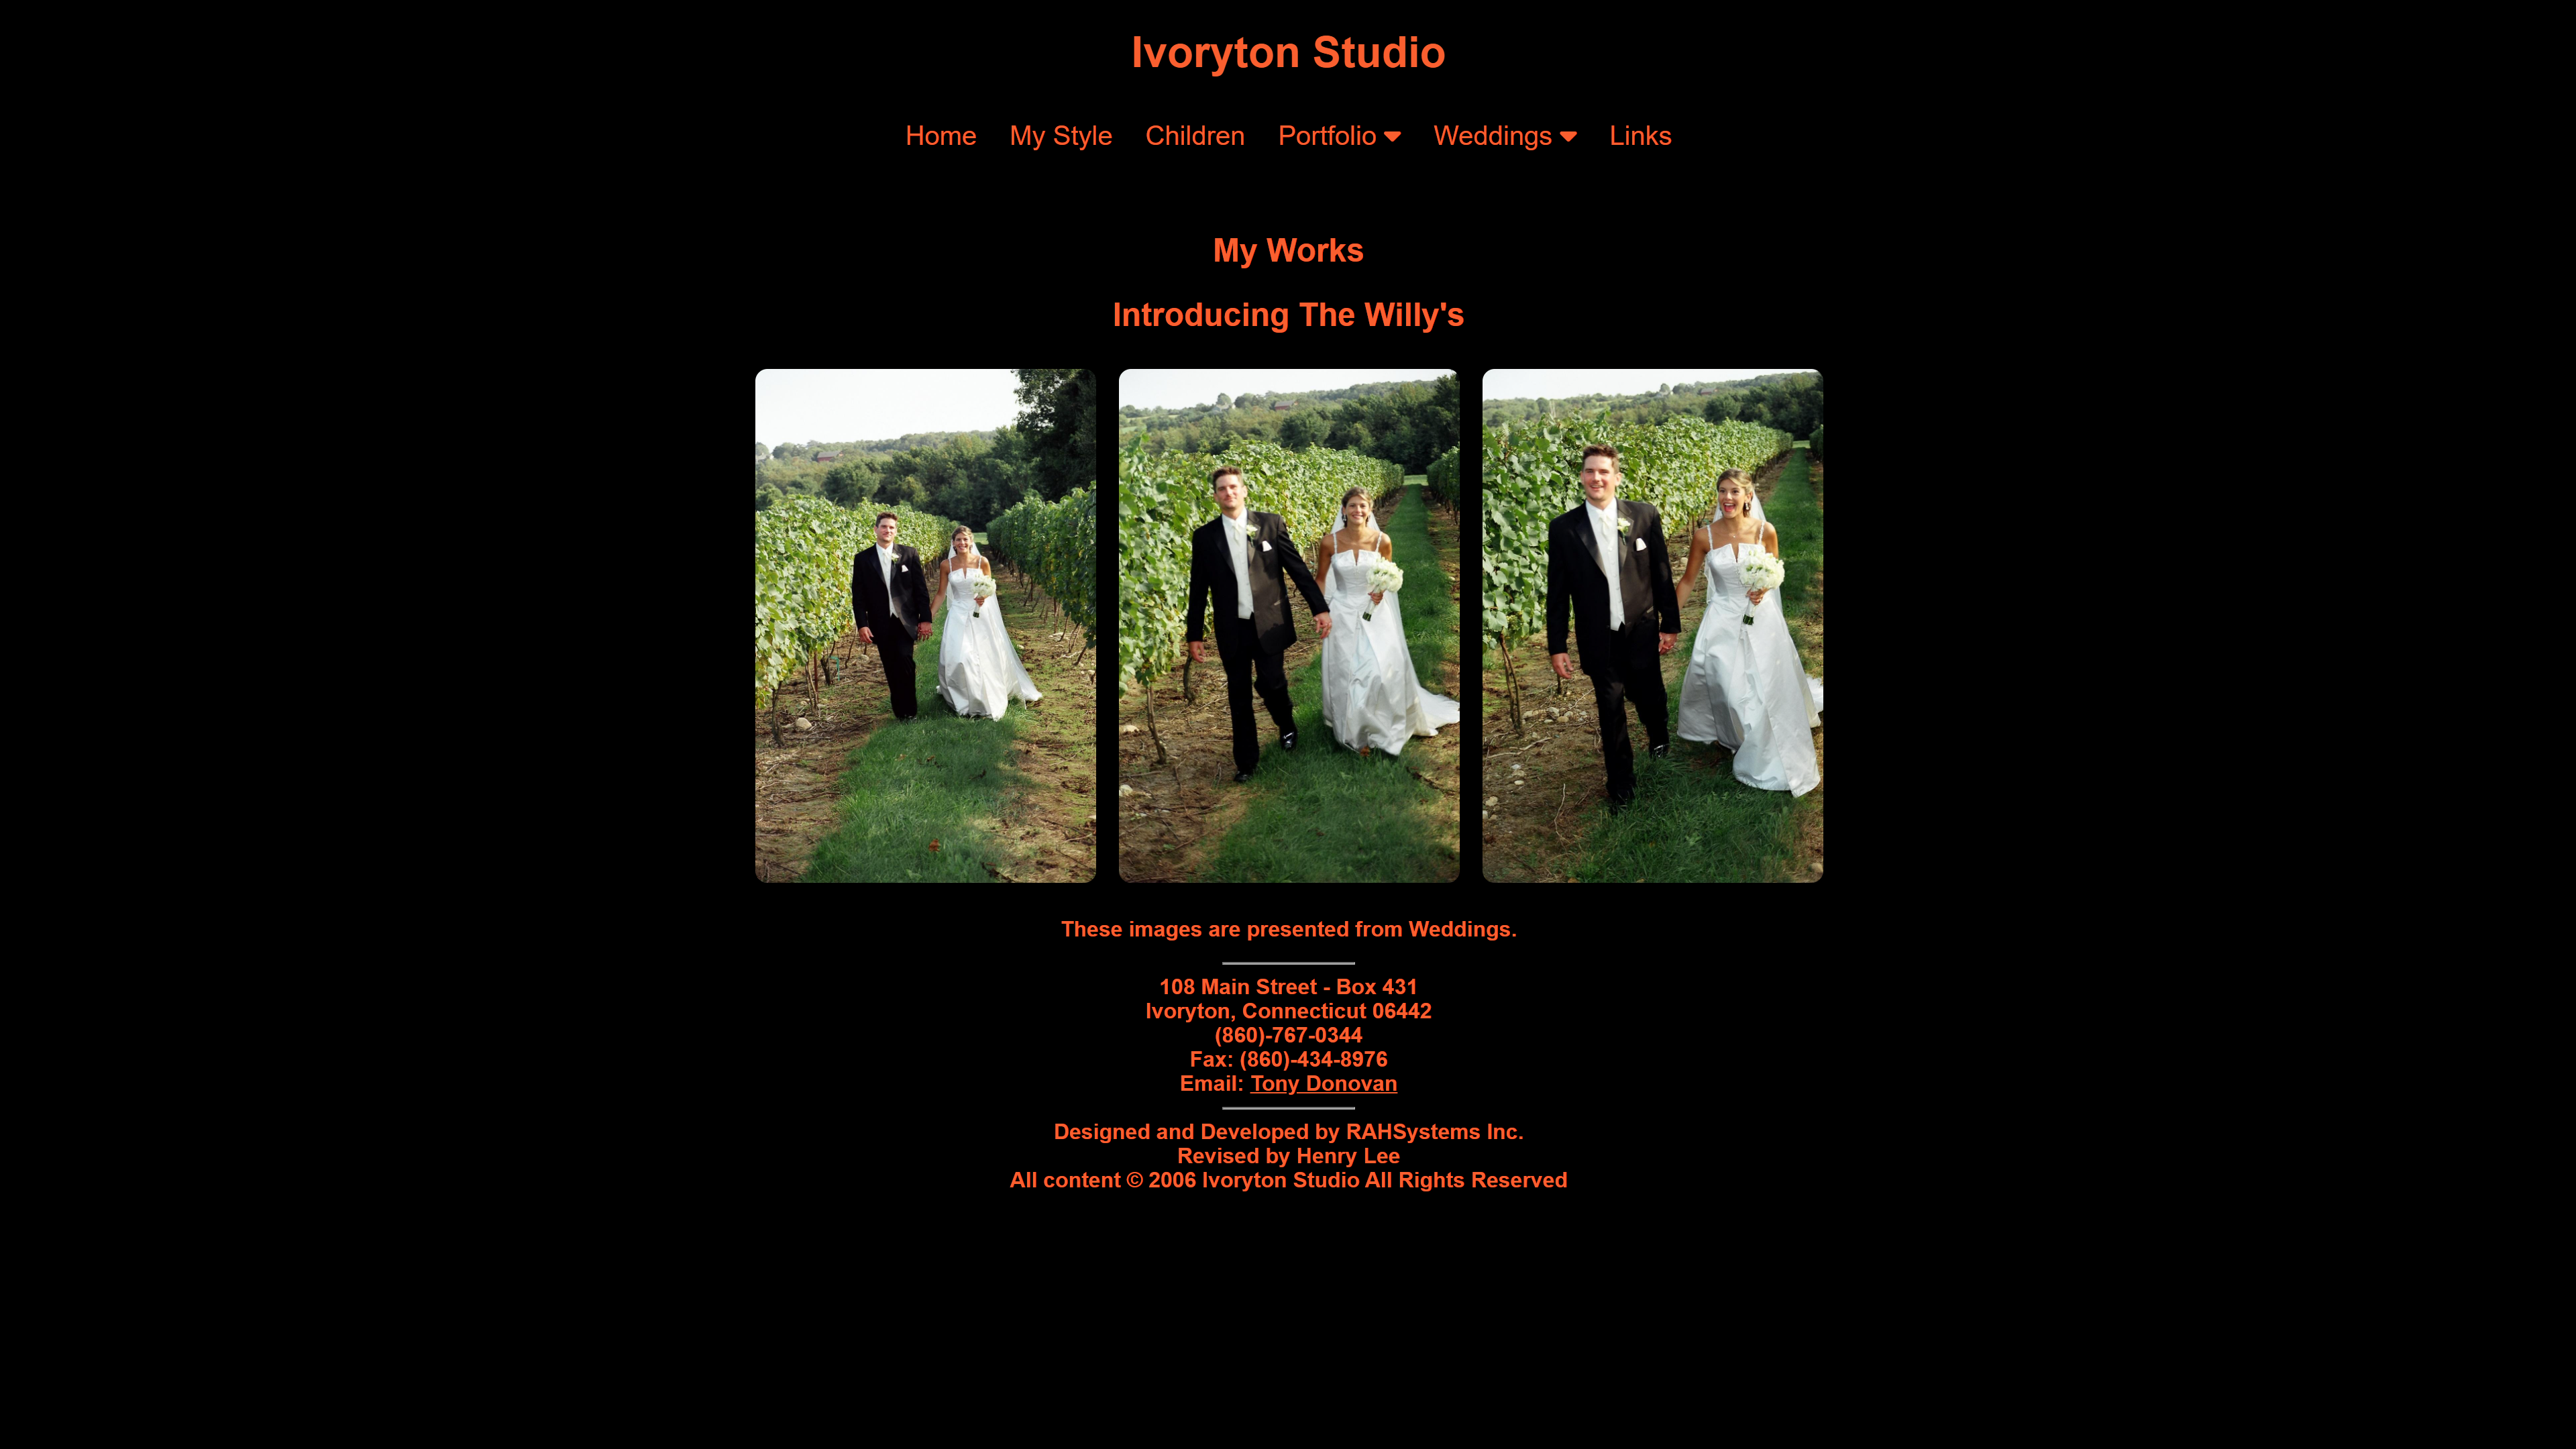 Ivoryton Studio
Home My Style Children Portfolio Weddings Links
My Works
Introducing The Willy's
These images are presented from Weddings.
108 Main Street - Box 431
Ivoryton, Connecticut 06442
(860)-767-0344
Fax: (860)-434-8976
Email: Tony Donovan
Designed and Developed by RAHSystems Inc.
Revised by Henry Lee
All content © 2006 Ivoryton Studio All Rights Reserved